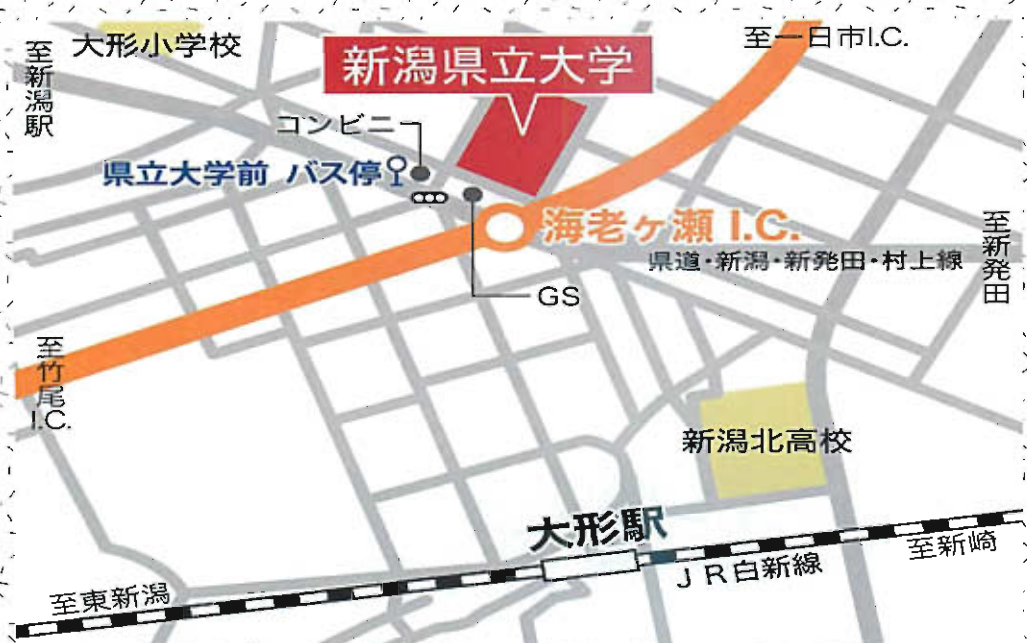 至新潟駅
大形小学校
新潟県立大学
至一日市I.C.
コンビニ
県立大学前 バス停
海老ヶ瀬 I.C.
県道・新潟・新発田・村上線
至新発田
GS
至竹尾I.C.
新潟北高校
大形駅
JR白新線
至新崎
至東新潟